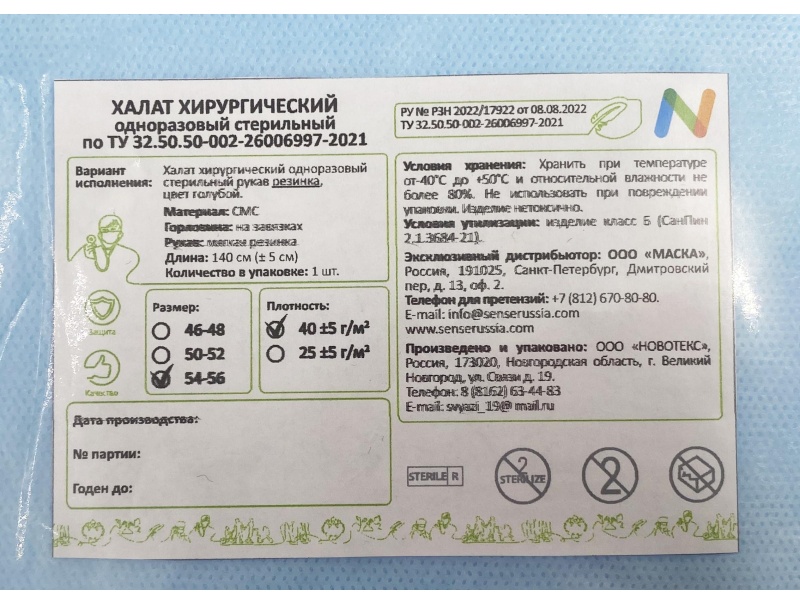 ХАЛАТ ХИРУРГИЧЕСКИЙ
одноразовый стерильный
по ТУ 32.50.50-002-26006997-2021
РУ № РЗН 2022/17922 от 08.08.2022
ТУ 32.50.50-002-26006997-2021
Вариант исполнения:
Халат хирургический одноразовый
стерильный рукав резинка,
цвет голубой.
Материал: СМС
Горловина: на завязках
Рукав: мягкая резинка
Длина: 140 см (± 5 см)
Количество в упаковке: 1 шт.
Защита
Качество
Размер:
46-48
50-52
54-56
Плотность:
40 ±5 г/м²
25 ±5 г/м²
Дата производства:
№ партии:
Годен до:
Условия хранения: Хранить при температуре
от-40°С до +50°С и относительной влажности не
более 80%. Не использовать при повреждении
упаковки. Изделие нетоксично.
Условия утилизации: изделие класс Б (СанПин
2.1.3684-21).
Эксклюзивный дистрибьютор: ООО «МАСКА»,
Россия, 191025, Санкт-Петербург, Дмитровский
пер, д. 13, оф. 2.
Телефон для претензий: +7 (812) 670-80-80.
E-mail: info@senserussia.com
www.senserussia.com
Произведено и упаковано: ООО «НОВОТЕКС»,
Россия, 173020, Новгородская область, г. Великий
Новгород, ул. Связи д. 19.
Телефон: 8 (8162) 63-44-83
E-mail: svyazi_19@mail.ru
STERILE R
2
STERILIZE
2